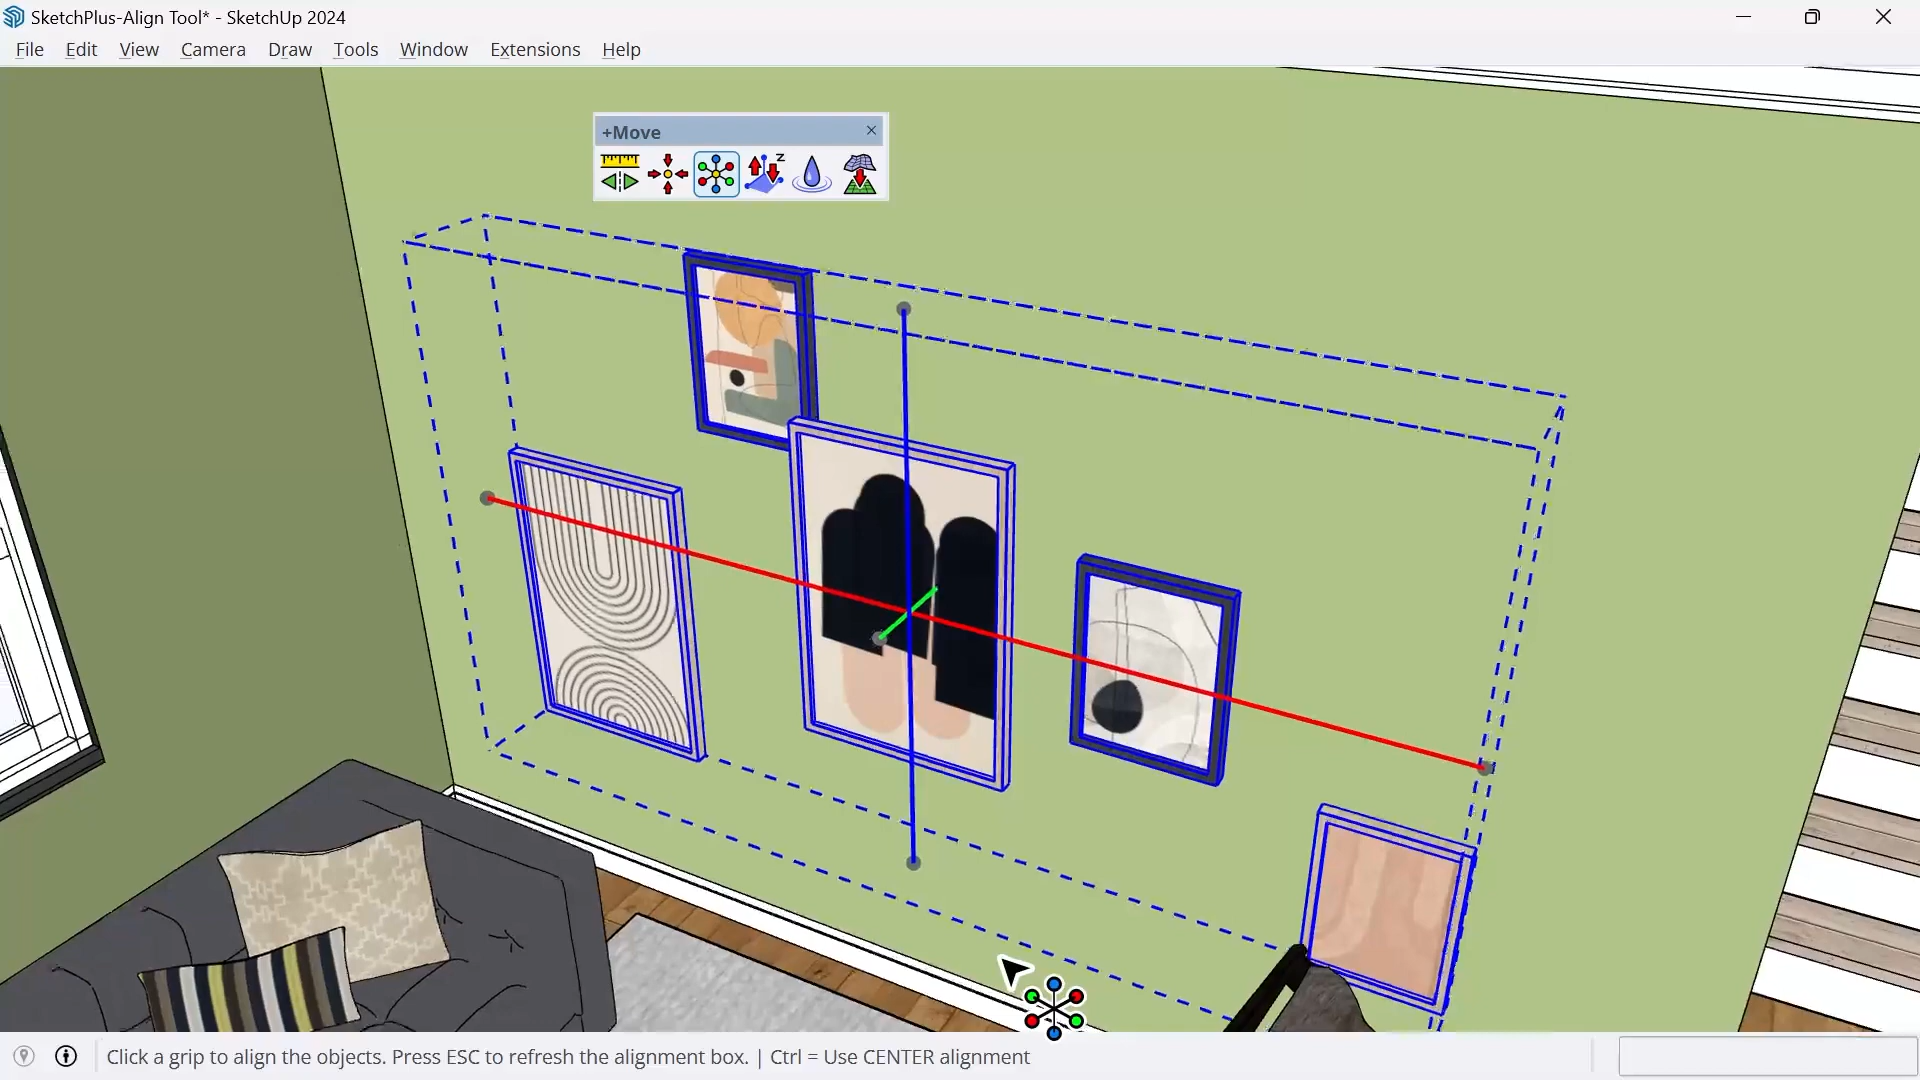 SketchPlus-Align Tool* - SketchUp 2024
File Edit View Camera Draw Tools Window Extensions Help
+Move
Z
Click a grip to align the objects. Press ESC to refresh the alignment box. | Ctrl = Use CENTER alignment